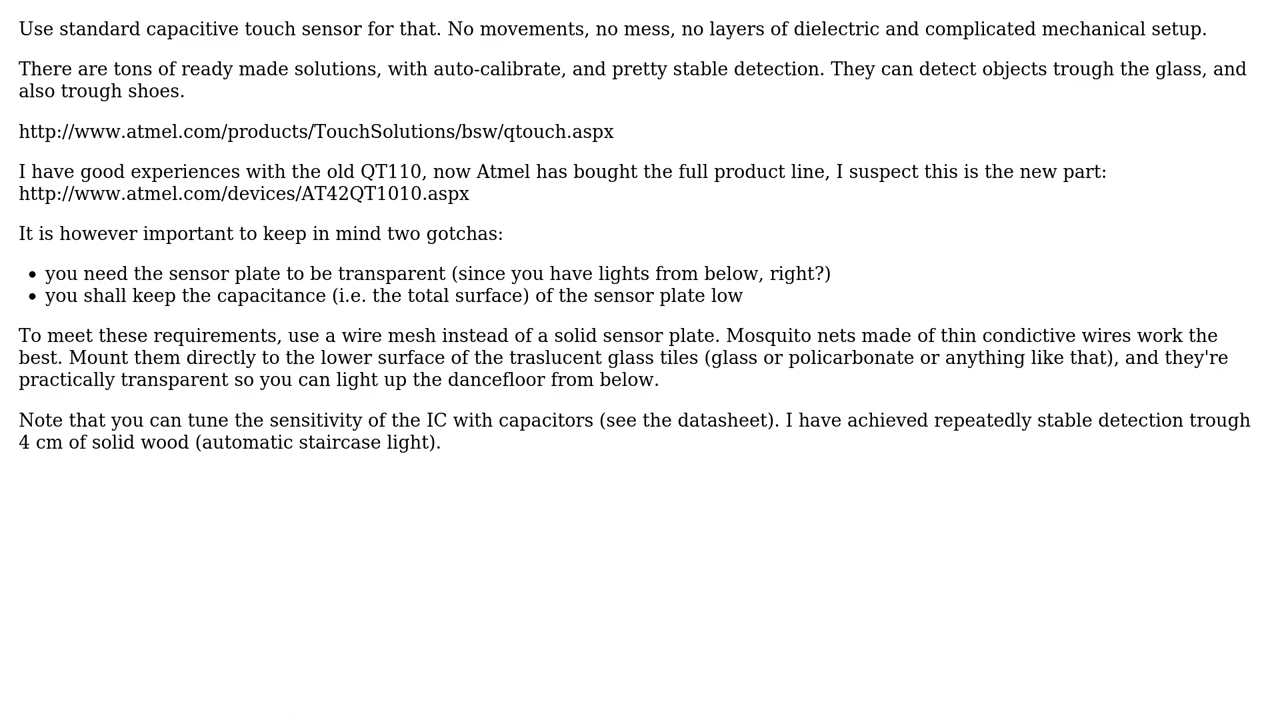 Use standard capacitive touch sensor for that. No movements, no mess, no layers of dielectric and complicated mechanical setup.
There are tons of ready made solutions, with auto-calibrate, and pretty stable detection. They can detect objects trough the glass, and
also trough shoes.
http://www.atmel.com/products/TouchSolutions/bsw/qtouch.aspx
I have good experiences with the old QT110, now Atmel has bought the full product line, I suspect this is the new part:
http://www.atmel.com/devices/AT42QT1010.aspx
It is however important to keep in mind two gotchas:
• you need the sensor plate to be transparent (since you have lights from below, right?)
• you shall keep the capacitance (i.e. the total surface) of the sensor plate low
To meet these requirements, use a wire mesh instead of a solid sensor plate. Mosquito nets made of thin condictive wires work the
best. Mount them directly to the lower surface of the traslucent glass tiles (glass or policarbonate or anything like that), and they're
practically transparent so you can light up the dancefloor from below.
Note that you can tune the sensitivity of the IC with capacitors (see the datasheet). I have achieved repeatedly stable detection trough
4 cm of solid wood (automatic staircase light).